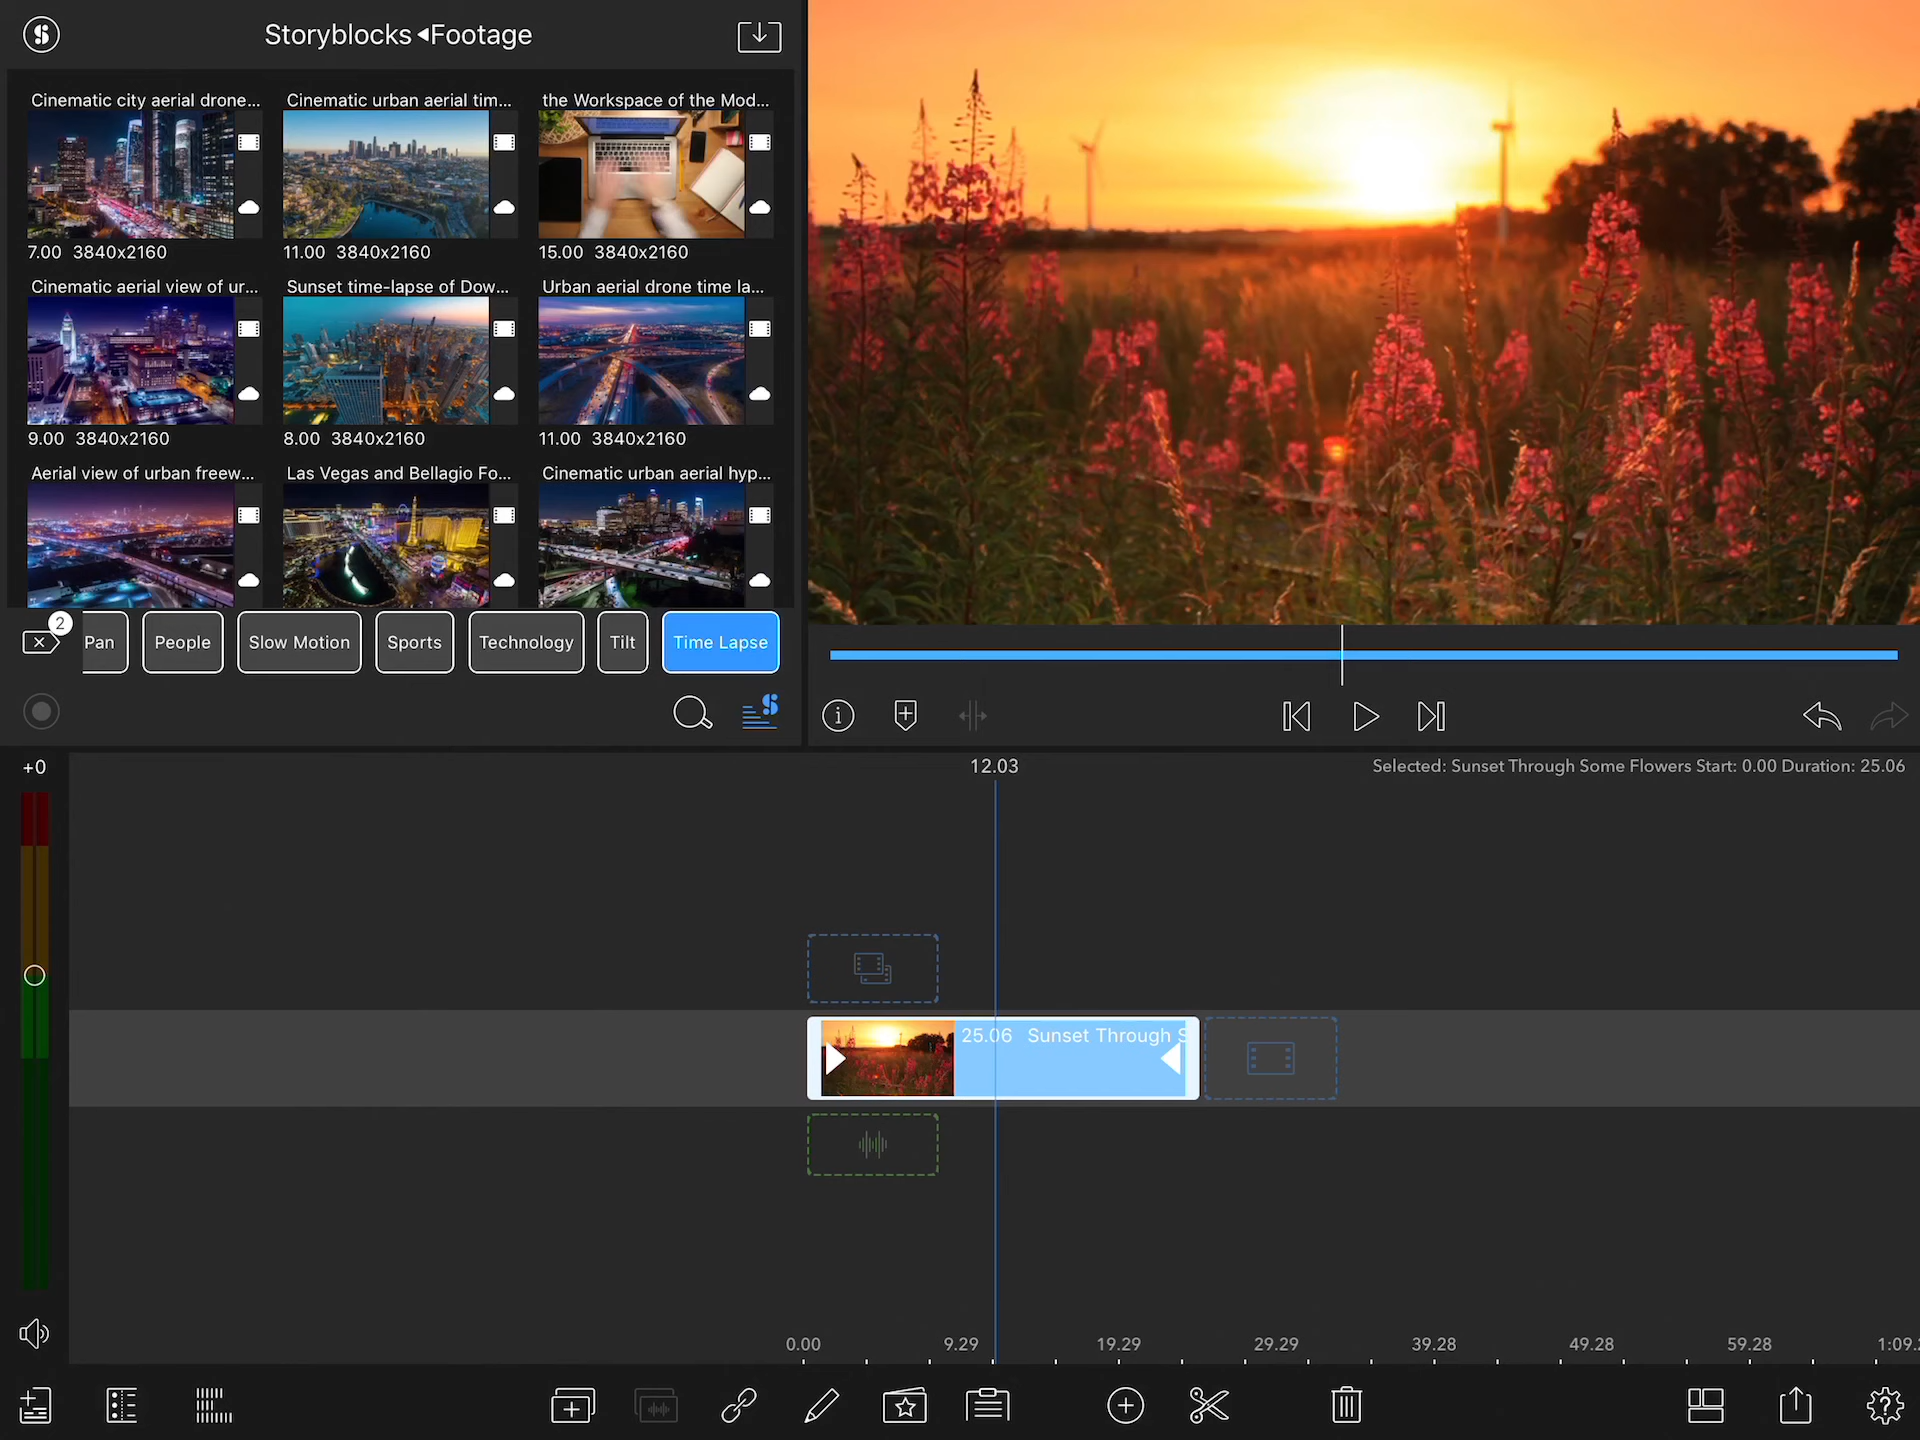 Storyblocks ◂Footage
Cinematic city aerial drone...
Cinematic urban aerial tim...
the Workspace of the Mod...
7.00 3840x2160
11.00 3840x2160
15.00 3840x2160
Cinematic aerial view of ur...
Sunset time-lapse of Dow...
Urban aerial drone time la...
9.00 3840x2160
8.00 3840x2160
11.00 3840x2160
Aerial view of urban freew...
Las Vegas and Bellagio Fo...
Cinematic urban aerial hyp...
2
Pan
People
Slow Motion
Sports
Technology
Tilt
Time Lapse
+0
12.03
Selected: Sunset Through Some Flowers Start: 0.00 Duration: 25.06
25.06 Sunset Through S
0.00
9.29
19.29
29.29
39.28
49.28
59.28
1:09.2